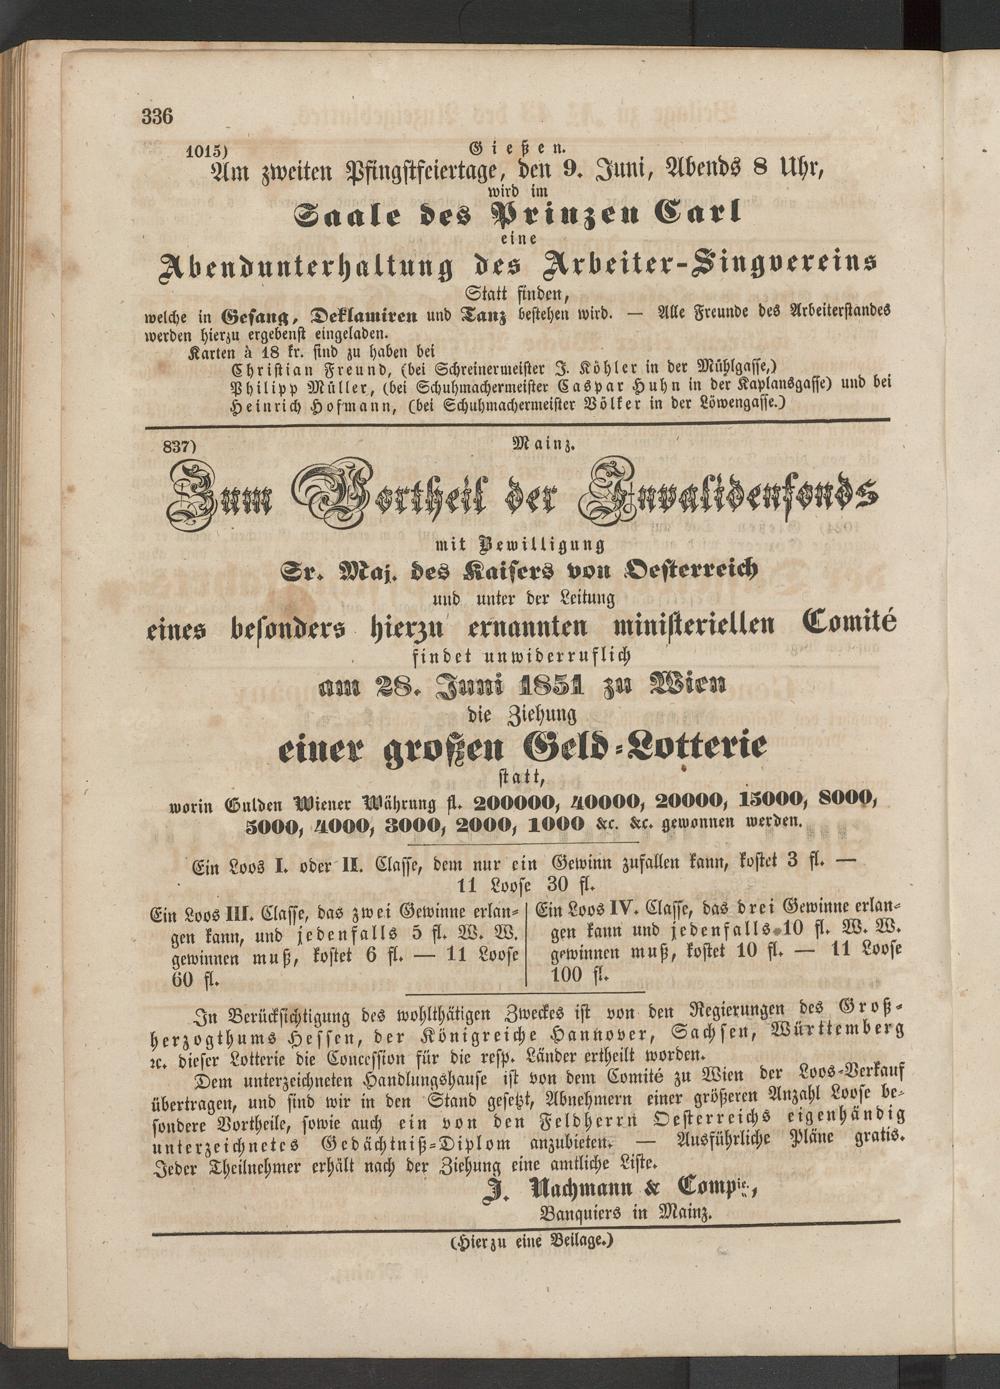 336
1015) Gießen.
Am zweiten Pfingstfeiertage, den 9. Juni, Abends 8 Uhr,
wird im
Saale des Prinzen Carl
eine
Abendunterhaltung des Arbeiter-Singvereins
Statt finden,
welche in Gesang, Deklamiren und Tanz bestehen wird. — Alle Freunde des Arbeiterstandes
werden hierzu ergebenst eingeladen.
Karten à 18 kr. sind zu haben bei
Christian Freund, (bei Schreinermeister J. Köhler in der Mühlgasse,)
Philipp Müller, (bei Schuhmachermeister Caspar Huhn in der Kaplansgasse) und bei
Heinrich Hofmann, (bei Schuhmachermeister Völker in der Löwengasse.)
837) Mainz.
Zum Vortheil der Invalidenfonds
mit Bewilligung
Sr. Maj. des Kaisers von Oesterreich
und unter der Leitung
eines besonders hierzu ernannten ministeriellen Comité
findet unwiderruflich
am 28. Juni 1851 zu Wien
die Ziehung
einer großen Geld-Lotterie
statt,
worin Gulden Wiener Währung fl. 200000, 40000, 20000, 15000, 8000,
5000, 4000, 3000, 2000, 1000 &c. &c. gewonnen werden.
Ein Loos I. oder II. Classe, dem nur ein Gewinn zufallen kann, kostet 3 fl. —
11 Loose 30 fl.
Ein Loos III. Classe, das zwei Gewinne erlan-
gen kann, und jedenfalls 5 fl. W. W.
gewinnen muß, kostet 6 fl. — 11 Loose
60 fl.
Ein Loos IV. Classe, das drei Gewinne erlan-
gen kann und jedenfalls 10 fl. W. W.
gewinnen muß, kostet 10 fl. — 11 Loose
100 fl.
In Berücksichtigung des wohlthätigen Zweckes ist von den Regierungen des Groß-
herzogthums Hessen, der Königreiche Hannover, Sachsen, Württemberg
ꝛc. dieser Lotterie die Concession für die resp. Länder ertheilt worden.
Dem unterzeichneten Handlungshause ist von dem Comité zu Wien der Loos-Verkauf
übertragen, und sind wir in den Stand gesetzt, Abnehmern einer größeren Anzahl Loose be-
sondere Vortheile, sowie auch ein von den Feldherrn Oesterreichs eigenhändig
unterzeichnetes Gedächtniß-Diplom anzubieten. — Ausführliche Pläne gratis.
Jeder Theilnehmer erhält nach der Ziehung eine amtliche Liste.
J. Nachmann & Compie.,
Banquiers in Mainz.
(Hierzu eine Beilage.)